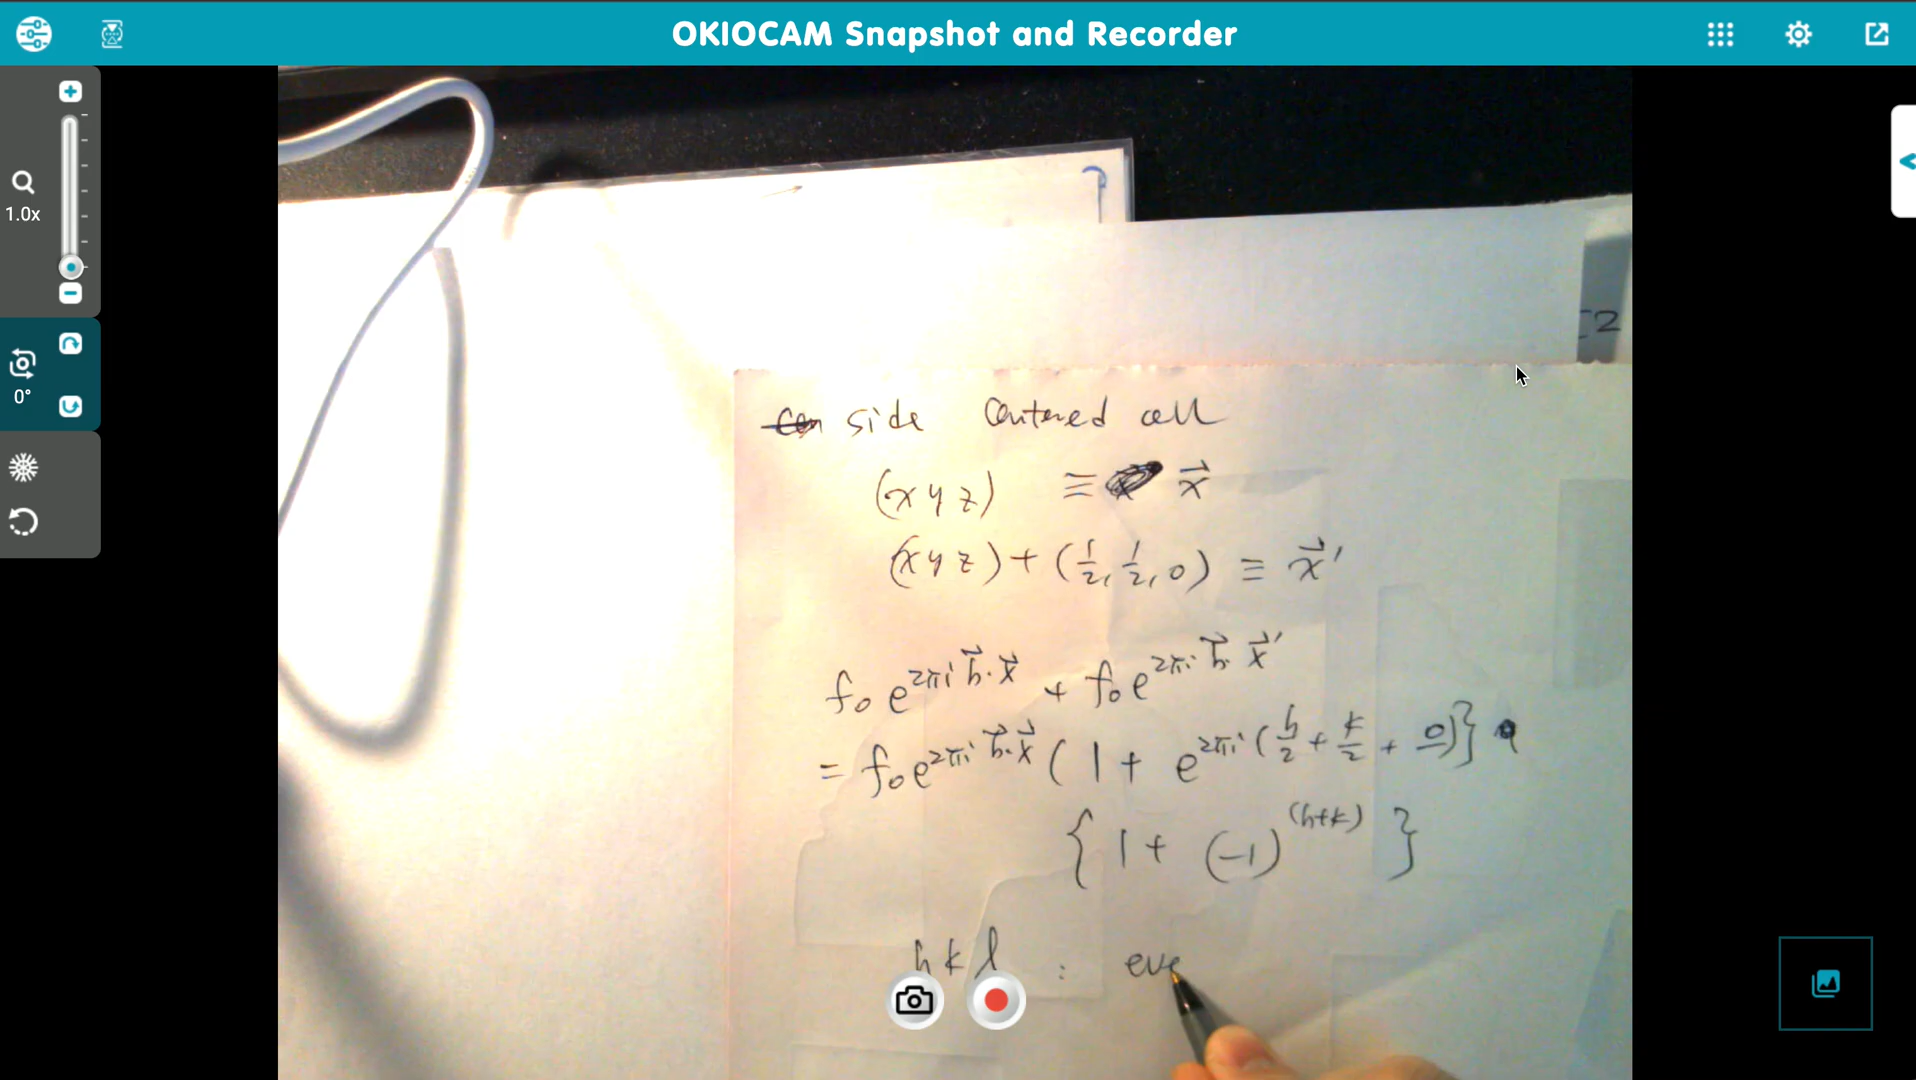 OKIOCAM Snapshot and Recorder
1.0x
0°
C2
side Centered cell
(x y z) ≡ x⃗
(x y z) + (1/2, 1/2, 0) ≡ x⃗'
f₀ e^{2πi h⃗·x⃗} + f₀ e^{2πi h⃗·x⃗'}
= f₀ e^{2πi h⃗·x⃗} ( 1 + e^{2πi (h/2 + k/2 + 0)} }
{ 1 + (-1)^{(h+k)} }
h k l : eve